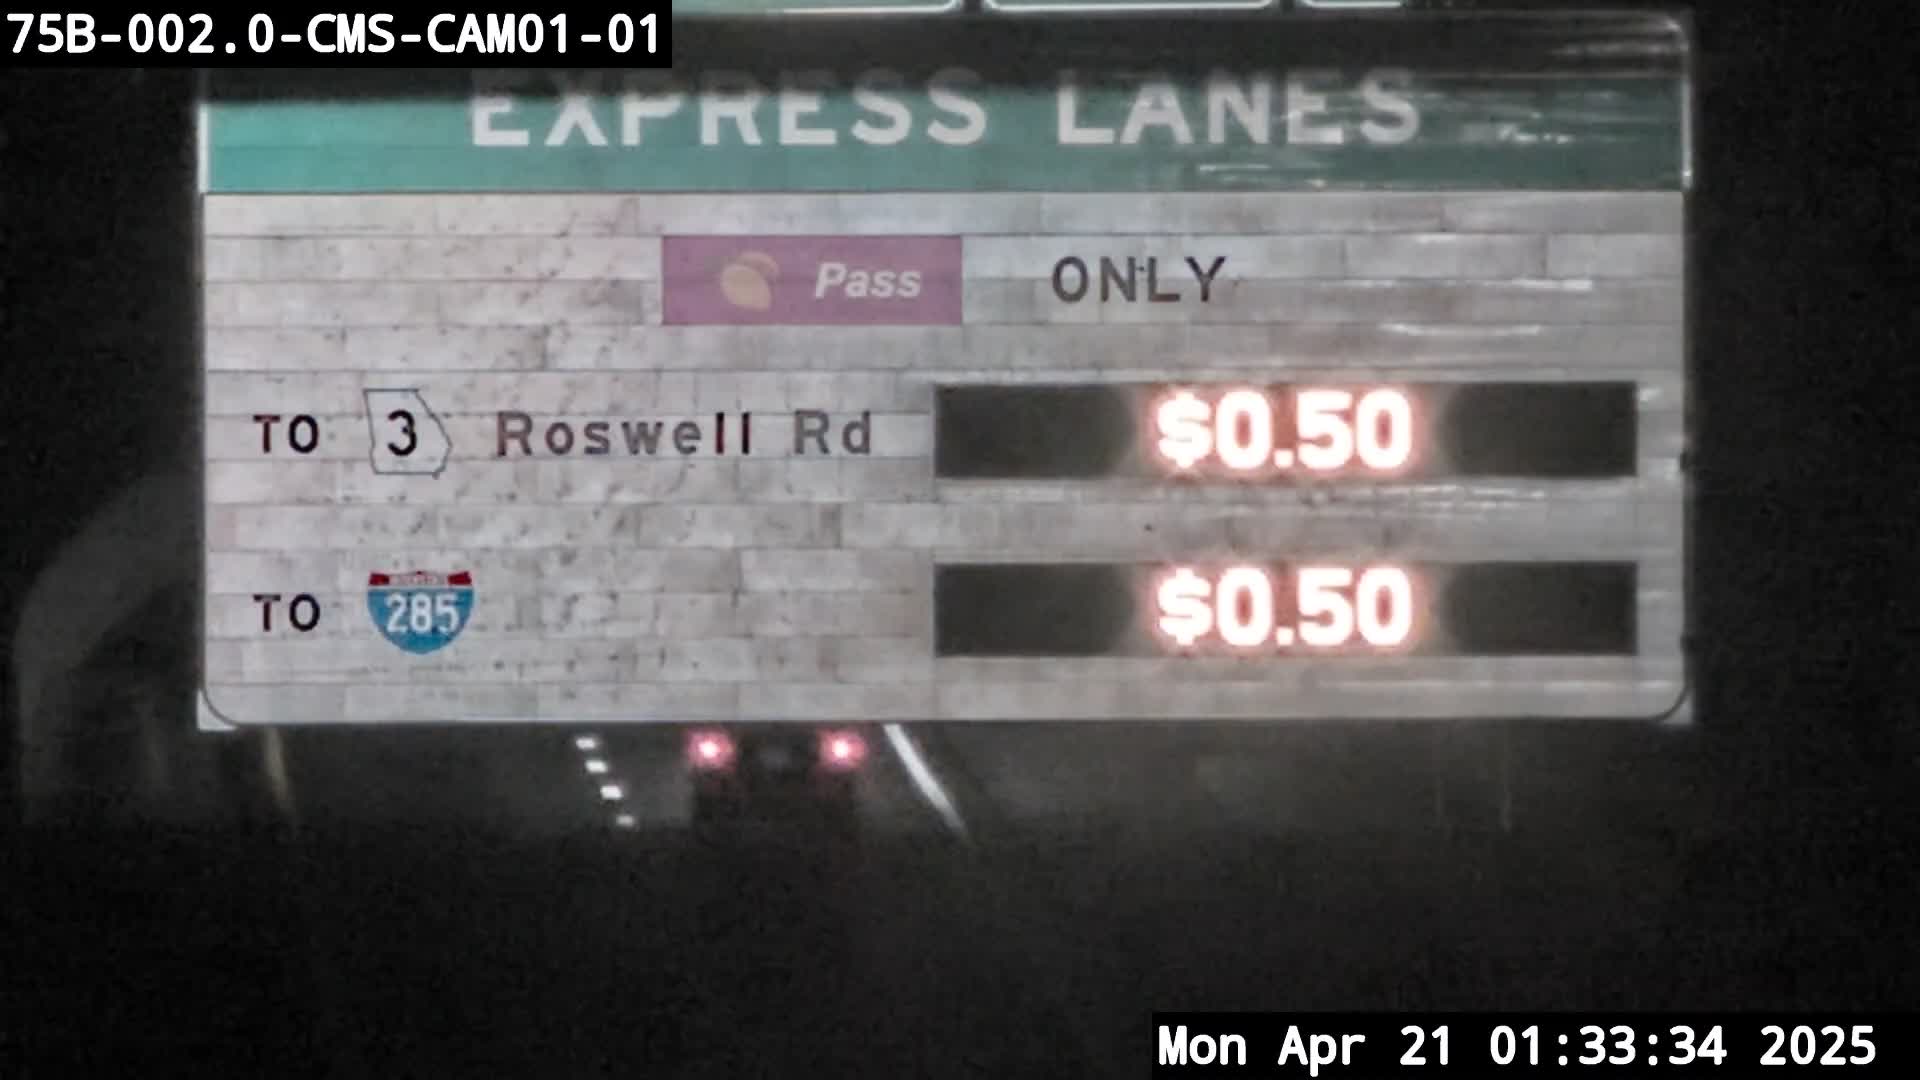 75B-002.0-CMS-CAM01-01
EXPRESS LANES
Pass ONLY
TO 3 Roswell Rd $0.50
TO 285 $0.50
Mon Apr 21 01:33:34 2025